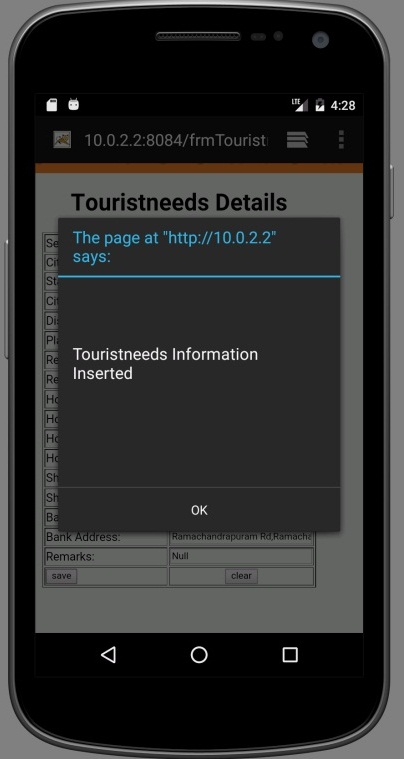 LTE 4:28
10.0.2.2:8084/frmTourist
Touristneeds Details
The page at "http://10.0.2.2"
says:
Touristneeds Information
Inserted
OK
Se
Cit
St
Cit
Di
Pl
Re
Re
Ho
Ho
Ho
Ho
Sh
Sh
Ba
Bank Address: Ramachandrapuram Rd,Ramacha
Remarks: Null
save clear